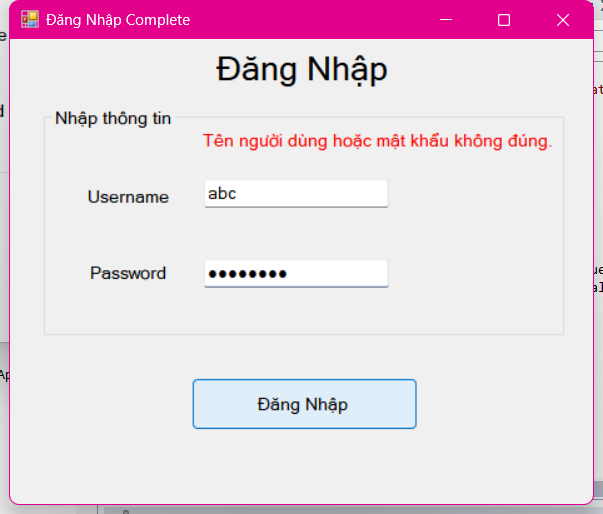 Đăng Nhập Complete
Đăng Nhập
Nhập thông tin
Tên người dùng hoặc mật khẩu không đúng.
Username abc
Password ●●●●●●●●
Đăng Nhập